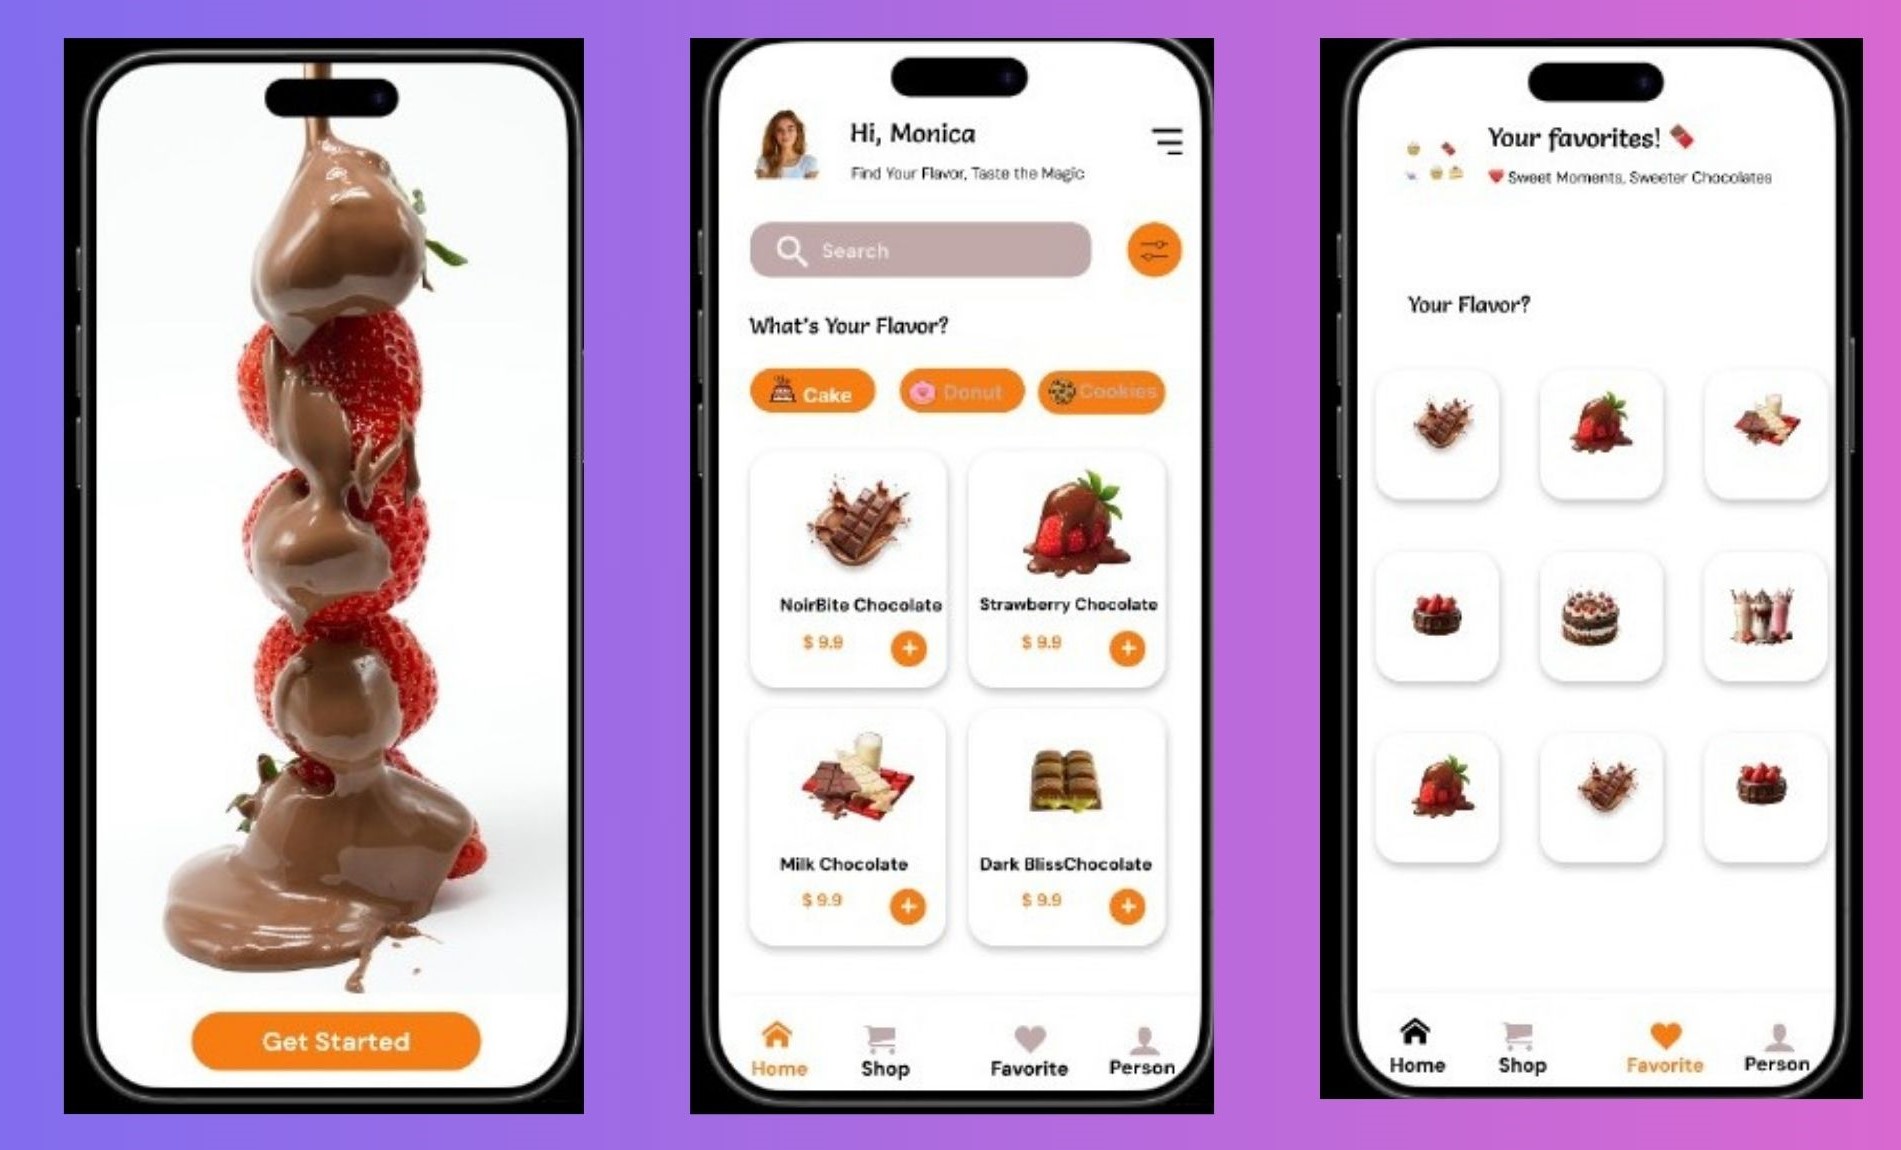 Get Started
Hi, Monica
Find Your Flavor, Taste the Magic
Search
What's Your Flavor?
Cake
Donut
Cookies
NoirBite Chocolate
Strawberry Chocolate
$ 9.9
$ 9.9
Milk Chocolate
Dark BlissChocolate
$ 9.9
$ 9.9
Home
Shop
Favorite
Person
Your favorites!
Sweet Moments, Sweeter Chocolates
Your Flavor?
Home
Shop
Favorite
Person